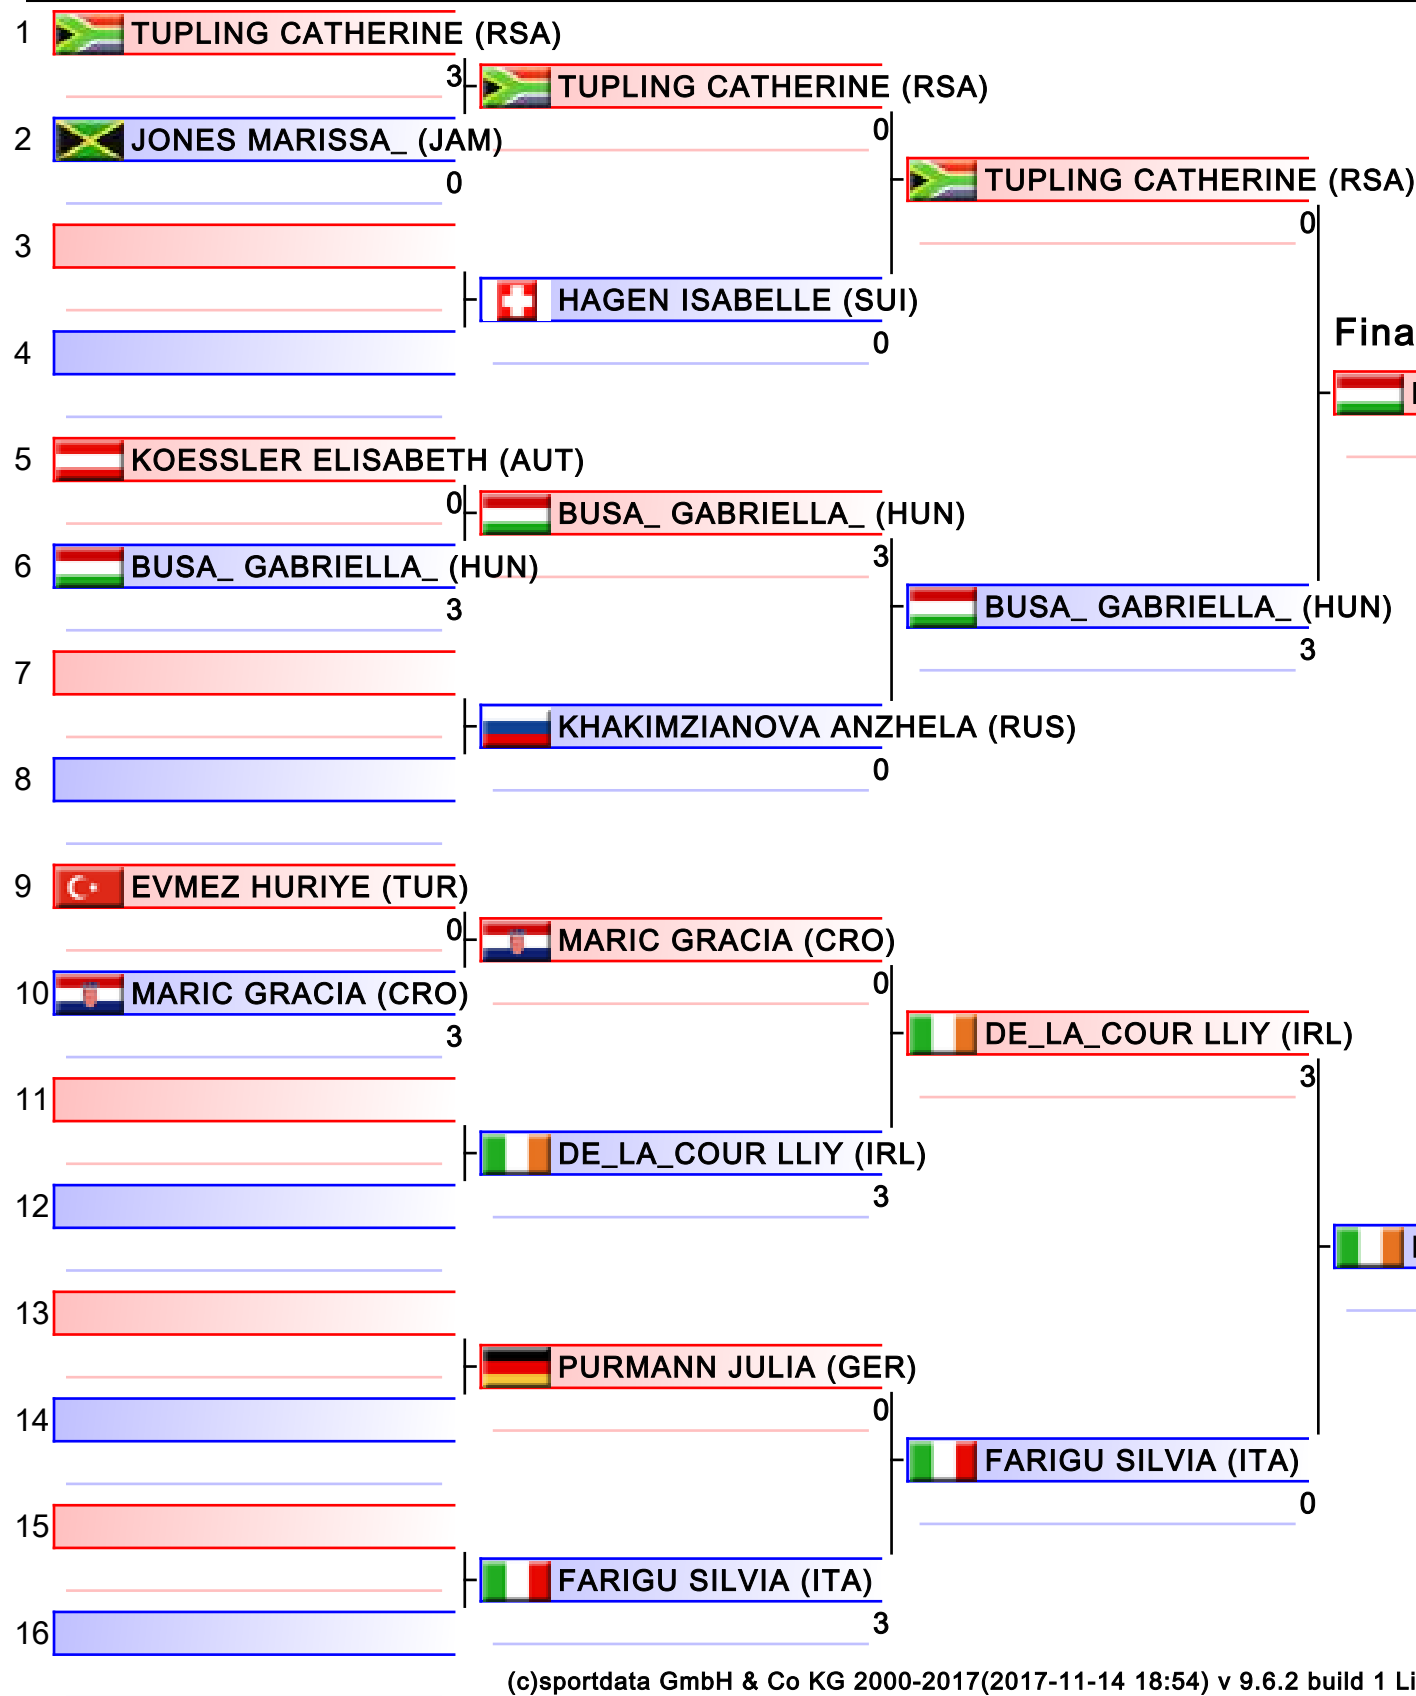 1 TUPLING CATHERINE (RSA)
3 TUPLING CATHERINE (RSA)
2 JONES MARISSA_ (JAM) 0
0 TUPLING CATHERINE (RSA)
3 0
HAGEN ISABELLE (SUI)
4 0
Fina
5 KOESSLER ELISABETH (AUT)
0 BUSA_ GABRIELLA_ (HUN)
6 BUSA_ GABRIELLA_ (HUN) 3
3 BUSA_ GABRIELLA_ (HUN)
3
7
KHAKIMZIANOVA ANZHELA (RUS)
8 0
9 EVMEZ HURIYE (TUR)
0 MARIC GRACIA (CRO)
10 MARIC GRACIA (CRO) 0
3 DE_LA_COUR LLIY (IRL)
11 3
DE_LA_COUR LLIY (IRL)
12 3
13
PURMANN JULIA (GER)
14 0
FARIGU SILVIA (ITA)
15 0
FARIGU SILVIA (ITA)
16 3
(c)sportdata GmbH & Co KG 2000-2017(2017-11-14 18:54) v 9.6.2 build 1 Li